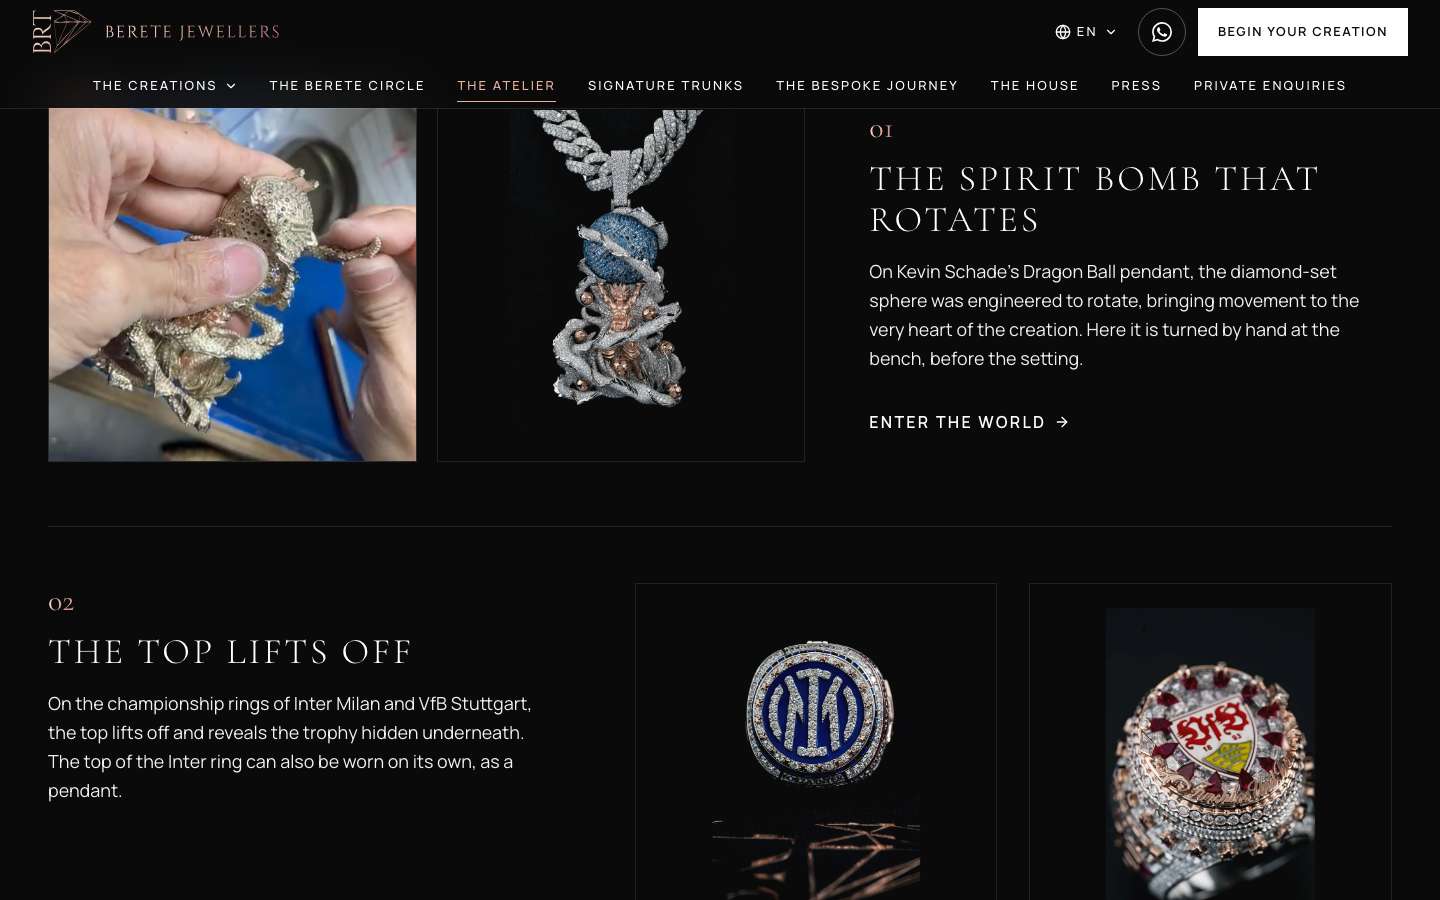 BRT
BERETE JEWELLERS
EN
BEGIN YOUR CREATION
THE CREATIONS
THE BERETE CIRCLE
THE ATELIER
SIGNATURE TRUNKS
THE BESPOKE JOURNEY
THE HOUSE
PRESS
PRIVATE ENQUIRIES
01
THE SPIRIT BOMB THAT
ROTATES
On Kevin Schade's Dragon Ball pendant, the diamond-set
sphere was engineered to rotate, bringing movement to the
very heart of the creation. Here it is turned by hand at the
bench, before the setting.
ENTER THE WORLD →
02
THE TOP LIFTS OFF
On the championship rings of Inter Milan and VfB Stuttgart,
the top lifts off and reveals the trophy hidden underneath.
The top of the Inter ring can also be worn on its own, as a
pendant.
VfB